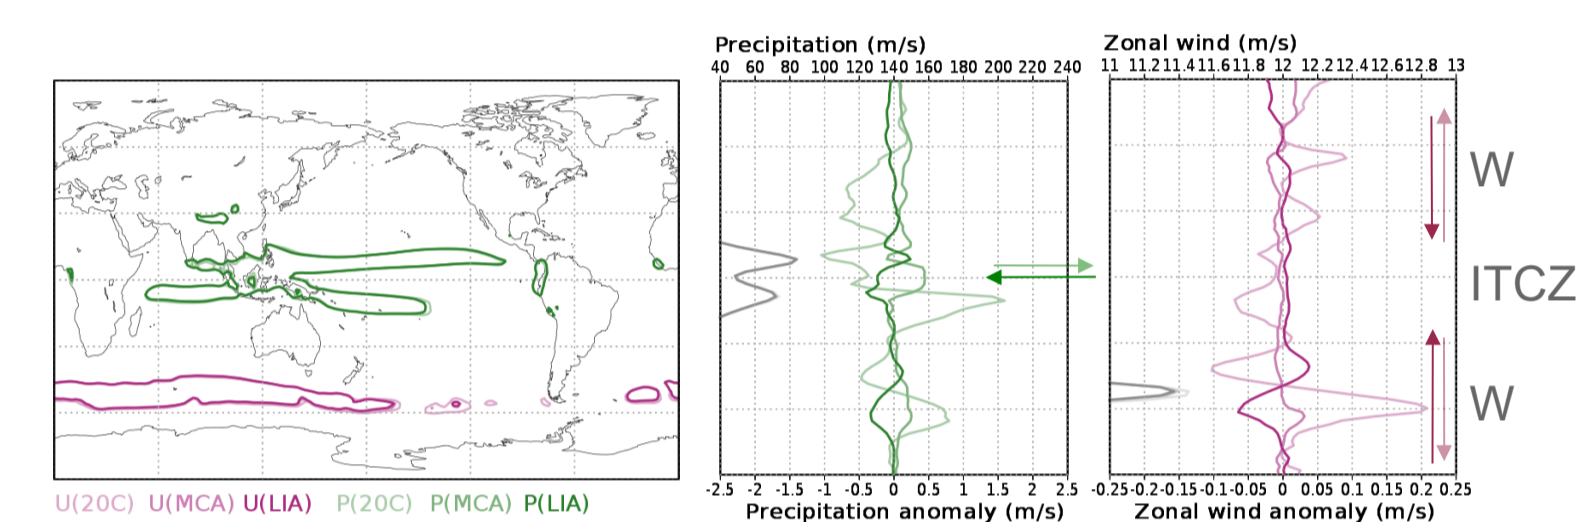 Precipitation (m/s)
40 60 80 100 120 140 160 180 200 220 240
Zonal wind (m/s)
11 11.2 11.4 11.6 11.8 12 12.2 12.4 12.6 12.8 13
W
ITCZ
W
-2.5 -2 -1.5 -1 -0.5 0 0.5 1 1.5 2 2.5
Precipitation anomaly (m/s)
-0.25 -0.2 -0.15 -0.1 -0.05 0 0.05 0.1 0.15 0.2 0.25
Zonal wind anomaly (m/s)
U(20C) U(MCA) U(LIA) P(20C) P(MCA) P(LIA)